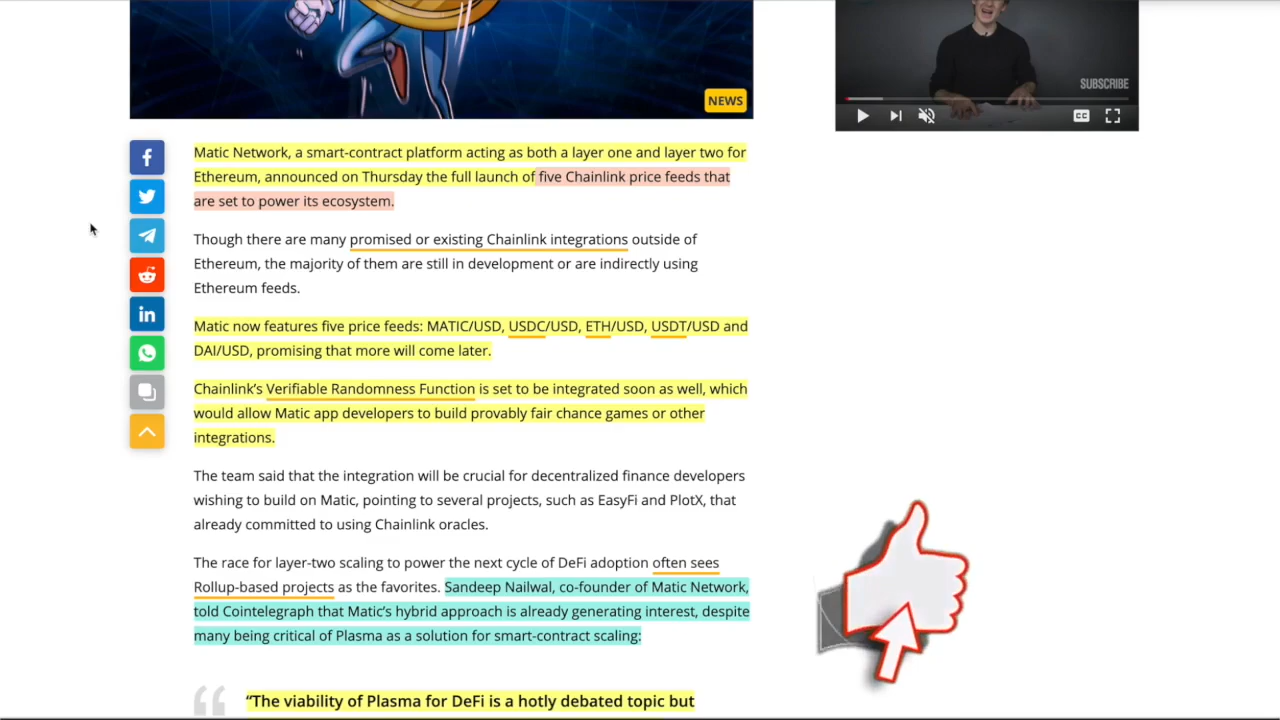 NEWS
SUBSCRIBE
CC
Matic Network, a smart-contract platform acting as both a layer one and layer two for
Ethereum, announced on Thursday the full launch of five Chainlink price feeds that
are set to power its ecosystem.
Though there are many promised or existing Chainlink integrations outside of
Ethereum, the majority of them are still in development or are indirectly using
Ethereum feeds.
Matic now features five price feeds: MATIC/USD, USDC/USD, ETH/USD, USDT/USD and
DAI/USD, promising that more will come later.
Chainlink’s Verifiable Randomness Function is set to be integrated soon as well, which
would allow Matic app developers to build provably fair chance games or other
integrations.
The team said that the integration will be crucial for decentralized finance developers
wishing to build on Matic, pointing to several projects, such as EasyFi and PlotX, that
already committed to using Chainlink oracles.
The race for layer-two scaling to power the next cycle of DeFi adoption often sees
Rollup-based projects as the favorites. Sandeep Nailwal, co-founder of Matic Network,
told Cointelegraph that Matic’s hybrid approach is already generating interest, despite
many being critical of Plasma as a solution for smart-contract scaling:
“The viability of Plasma for DeFi is a hotly debated topic but